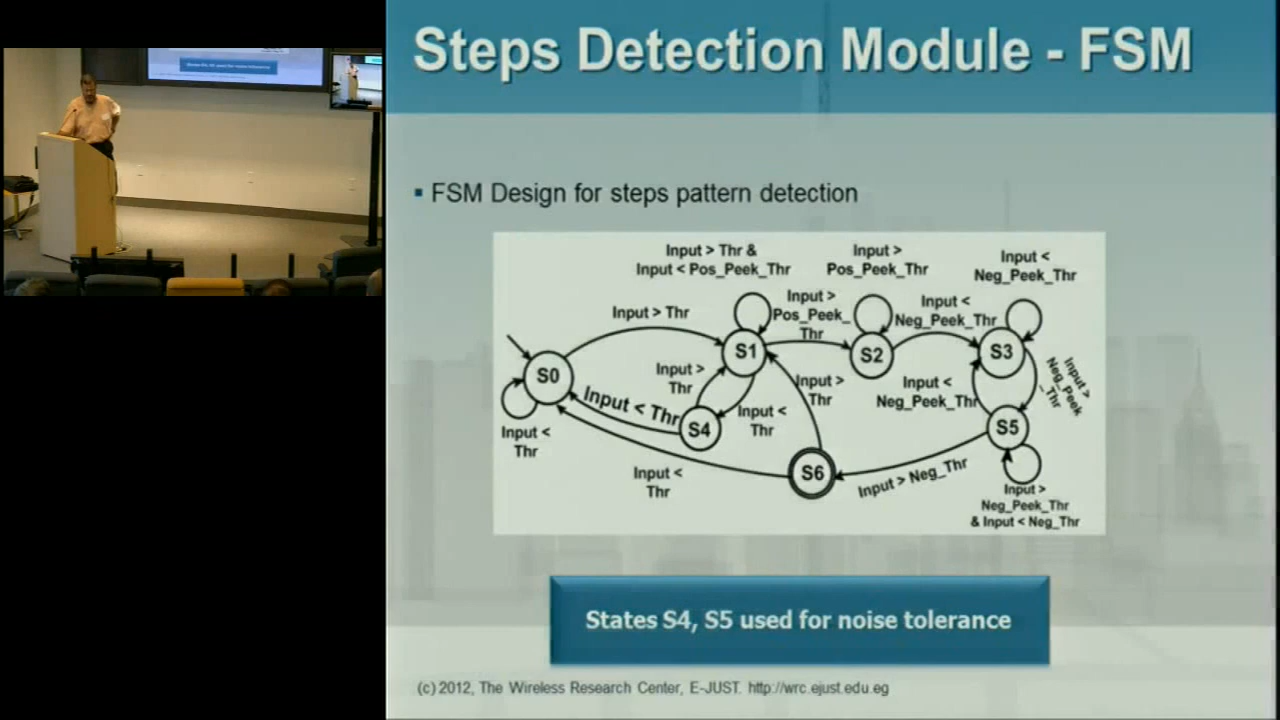 Steps Detection Module - FSM
▪ FSM Design for steps pattern detection
Input > Thr &
Input < Pos_Peek_Thr
Input >
Pos_Peek_Thr
Input <
Neg_Peek_Thr
Input > Thr
Input >
Pos_Peek_
Thr
Input <
Neg_Peek_Thr
S0
S1
S2
S3
Input >
Neg_Peek
_Thr
Input >
Thr
Input < Thr
Input <
Thr
Input >
Thr
Input <
Neg_Peek_Thr
S4
S5
Input <
Thr
Input <
Thr
S6
Input > Neg_Thr
Input >
Neg_Peek_Thr
& Input < Neg_Thr
States S4, S5 used for noise tolerance
(c) 2012, The Wireless Research Center, E-JUST. http://wrc.ejust.edu.eg